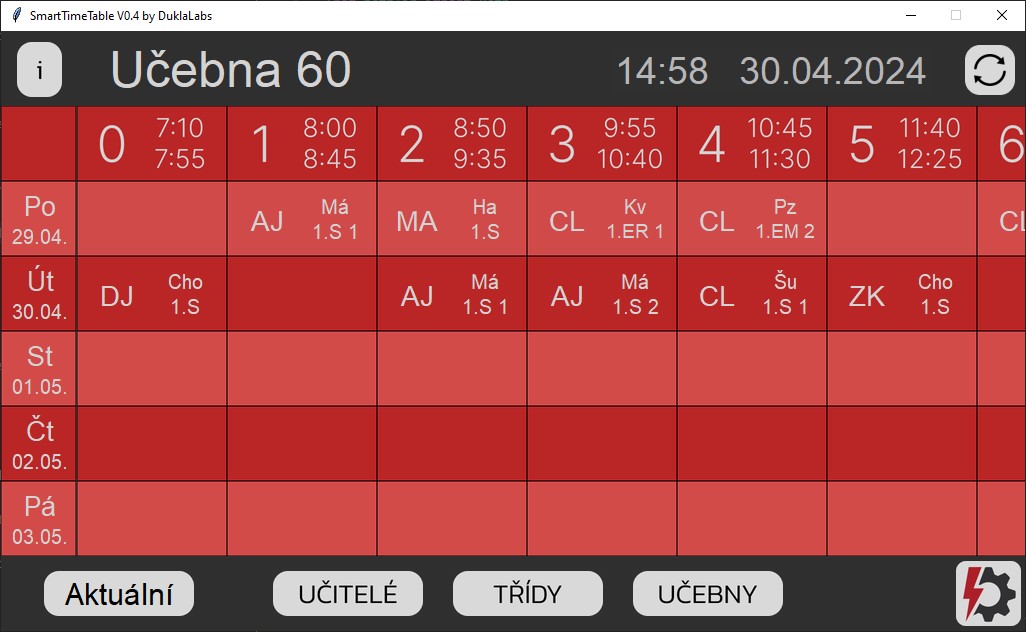 SmartTimeTable V0.4 by DuklaLabs
i
Učebna 60
14:58 30.04.2024
0 7:10 7:55
1 8:00 8:45
2 8:50 9:35
3 9:55 10:40
4 10:45 11:30
5 11:40 12:25
6
Po 29.04.
AJ Má 1.S 1
MA Ha 1.S
CL Kv 1.ER 1
CL Pz 1.EM 2
CL
Út 30.04.
DJ Cho 1.S
AJ Má 1.S 1
AJ Má 1.S 2
CL Šu 1.S 1
ZK Cho 1.S
St 01.05.
Čt 02.05.
Pá 03.05.
Aktuální
UČITELÉ
TŘÍDY
UČEBNY